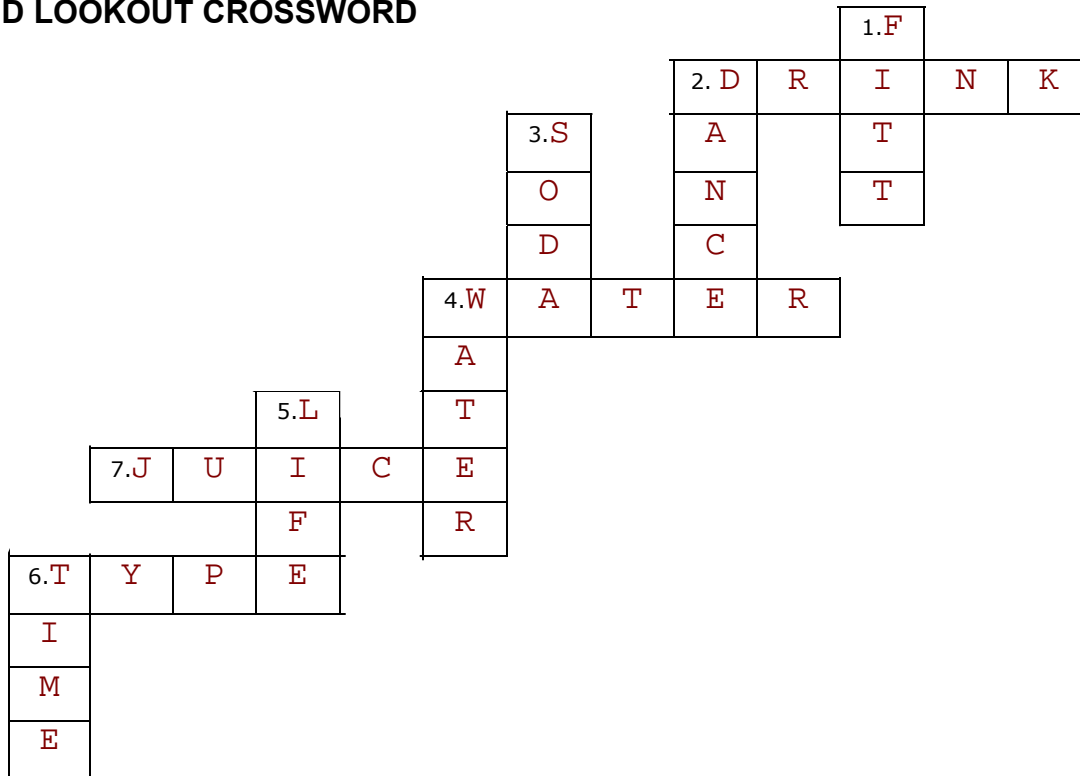 D LOOKOUT CROSSWORD
1.F
2. D R I N K
3.S A T
O N T
D C
4.W A T E R
A
5.L T
7.J U I C E
F R
6.T Y P E
I
M
E